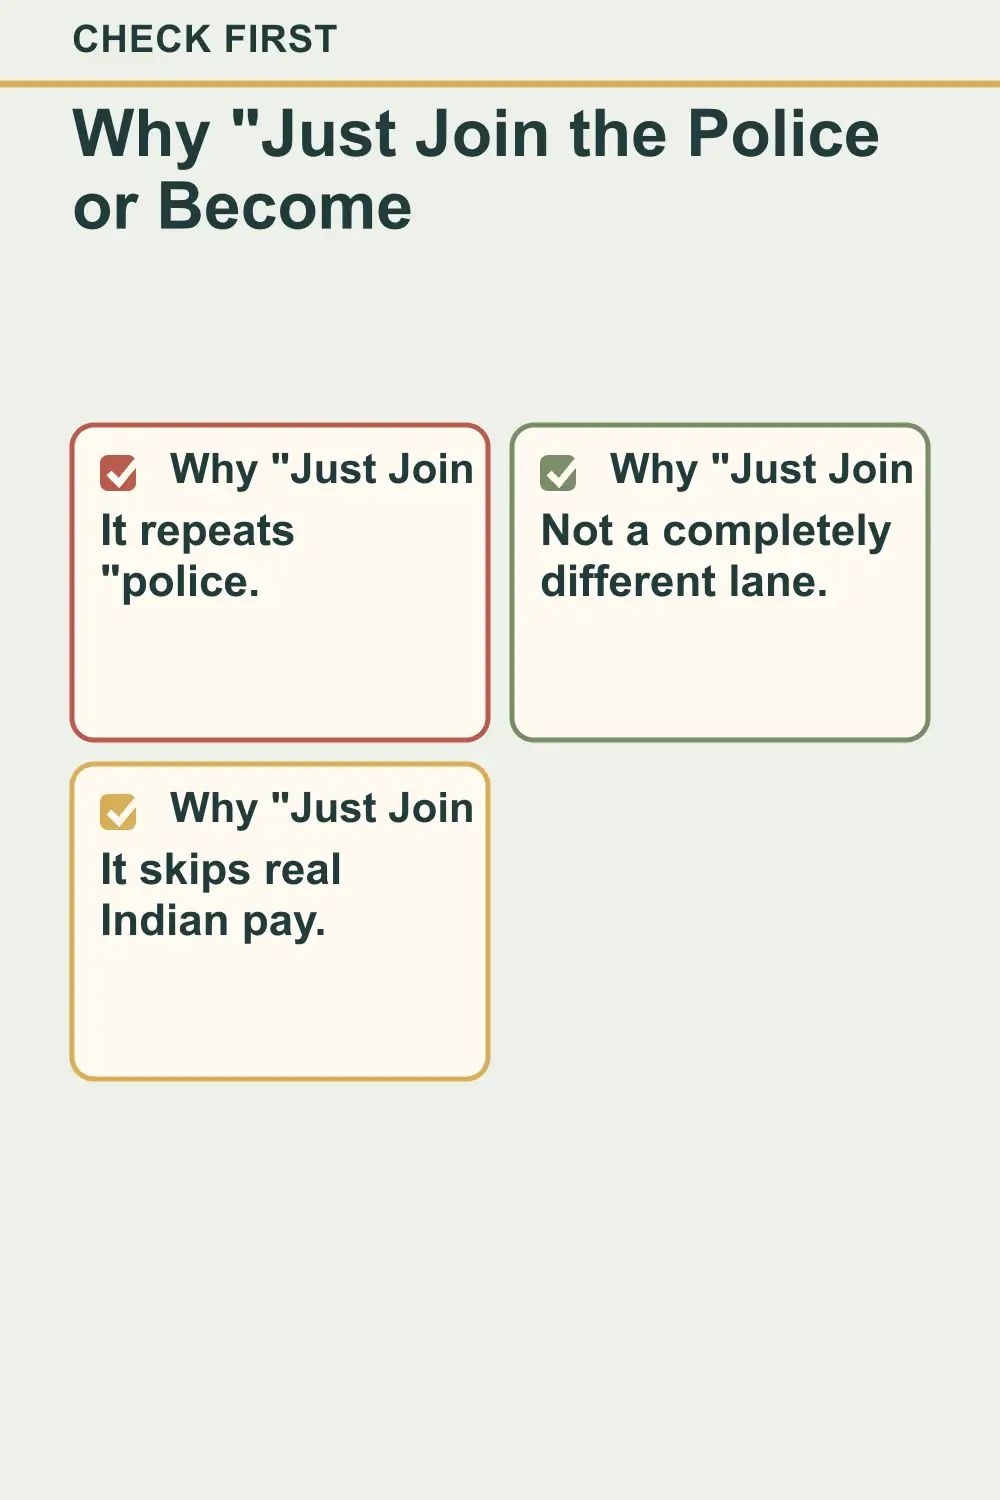 CHECK FIRST
Why "Just Join the Police
or Become
Why "Just Join
It repeats
"police.
Why "Just Join
Not a completely
different lane.
Why "Just Join
It skips real
Indian pay.